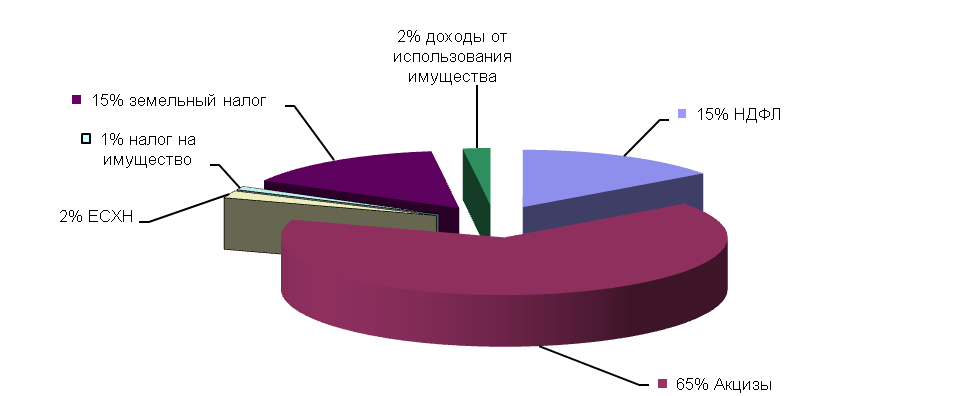 2% доходы от
использования
имущества
15% земельный налог
15% НДФЛ
1% налог на
имущество
2% ЕСХН
65% Акцизы